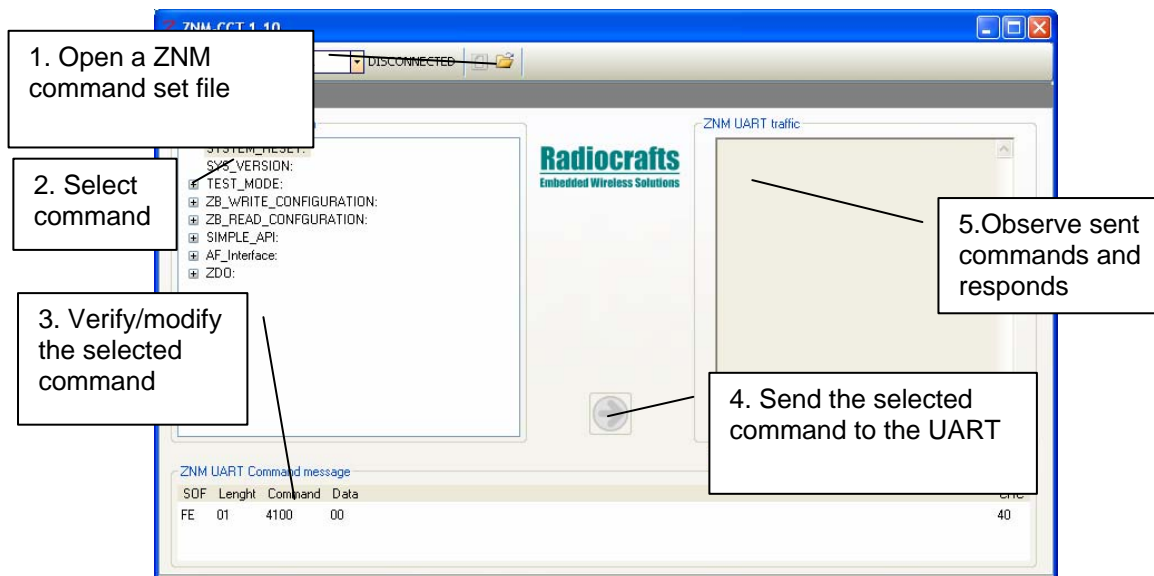 ZNM-CCT 1.10
1. Open a ZNM
command set file
DISCONNECTED
ZNM UART traffic
SYSTEM_RESET:
SYS_VERSION:
TEST_MODE:
ZB_WRITE_CONFIGURATION:
ZB_READ_CONFGURATION:
SIMPLE_API:
AF_Interface:
ZDO:
2. Select
command
Radiocrafts
Embedded Wireless Solutions
5.Observe sent
commands and
responds
3. Verify/modify
the selected
command
4. Send the selected
command to the UART
ZNM UART Command message
SOF Lenght Command Data
FE 01 4100 00 40